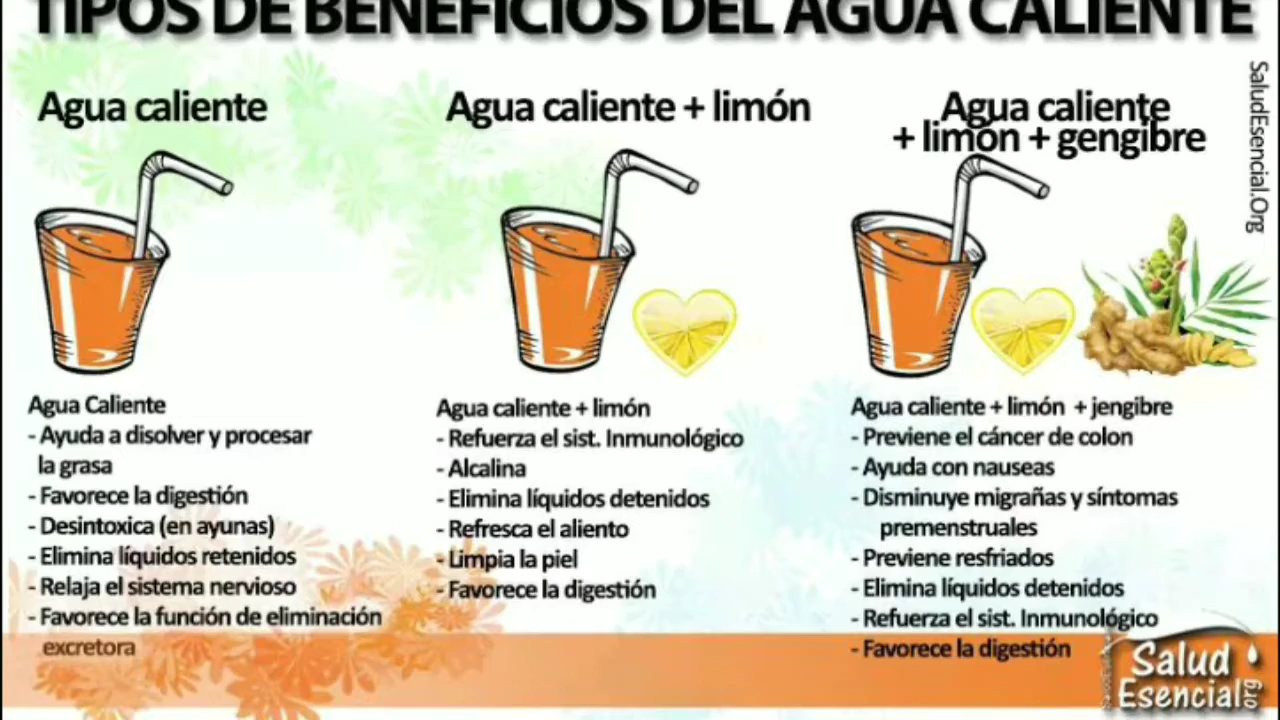 TIPOS DE BENEFICIOS DEL AGUA CALIENTE
SaludEsencial.Org
Agua caliente
Agua caliente + limón
Agua caliente
+ limón + gengibre
Agua Caliente
- Ayuda a disolver y procesar
la grasa
- Favorece la digestión
- Desintoxica (en ayunas)
- Elimina líquidos retenidos
- Relaja el sistema nervioso
- Favorece la función de eliminación
excretora
Agua caliente + limón
- Refuerza el sist. Inmunológico
- Alcalina
- Elimina líquidos detenidos
- Refresca el aliento
- Limpia la piel
- Favorece la digestión
Agua caliente + limón + jengibre
- Previene el cáncer de colon
- Ayuda con nauseas
- Disminuye migrañas y síntomas
premenstruales
- Previene resfriados
- Elimina líquidos detenidos
- Refuerza el sist. Inmunológico
- Favorece la digestión
Salud
Esencial
org